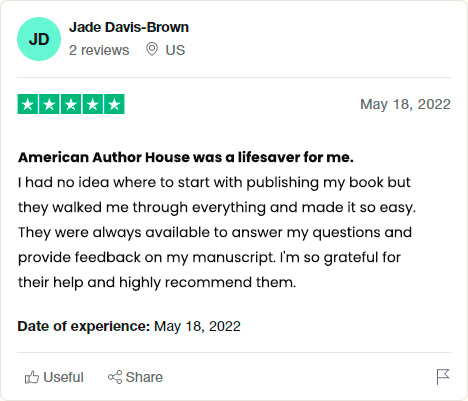 JD
Jade Davis-Brown
2 reviews US
May 18, 2022
American Author House was a lifesaver for me.
I had no idea where to start with publishing my book but
they walked me through everything and made it so easy.
They were always available to answer my questions and
provide feedback on my manuscript. I'm so grateful for
their help and highly recommend them.
Date of experience: May 18, 2022
Useful Share